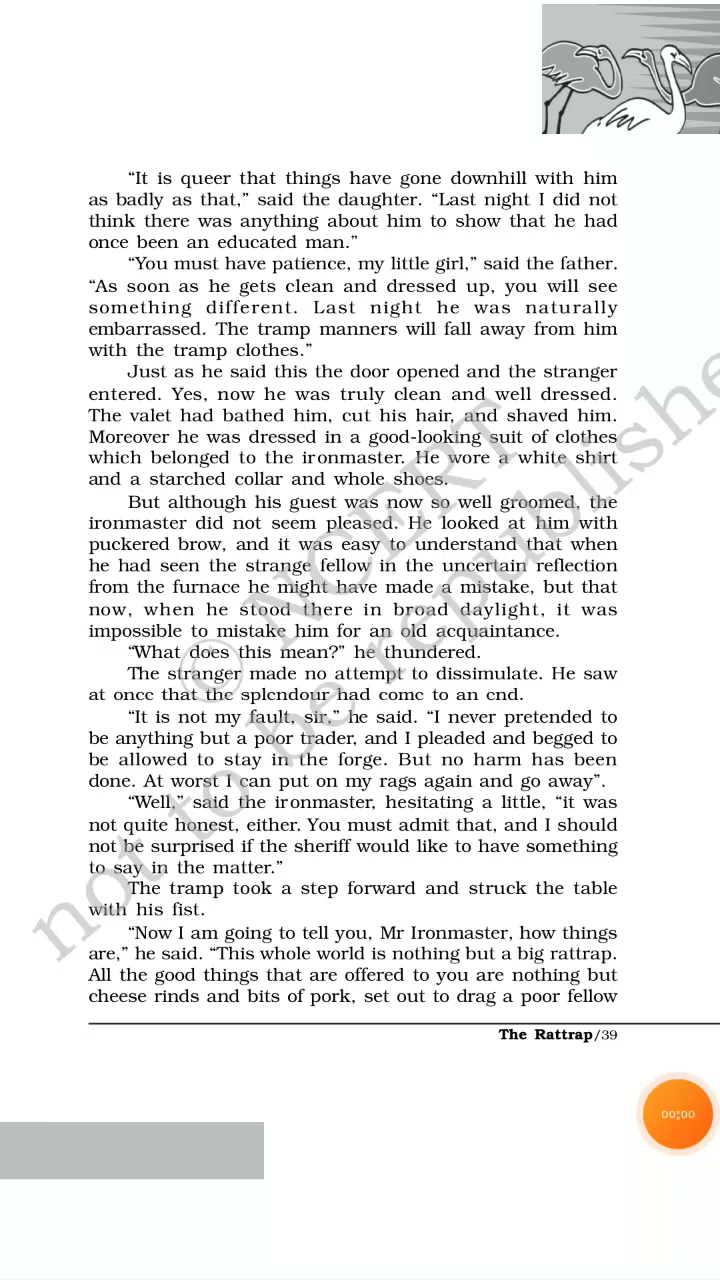 “It is queer that things have gone downhill with him
as badly as that,” said the daughter. “Last night I did not
think there was anything about him to show that he had
once been an educated man.”
“You must have patience, my little girl,” said the father.
“As soon as he gets clean and dressed up, you will see
something different. Last night he was naturally
embarrassed. The tramp manners will fall away from him
with the tramp clothes.”
Just as he said this the door opened and the stranger
entered. Yes, now he was truly clean and well dressed.
The valet had bathed him, cut his hair, and shaved him.
Moreover he was dressed in a good-looking suit of clothes
which belonged to the ironmaster. He wore a white shirt
and a starched collar and whole shoes.
But although his guest was now so well groomed, the
ironmaster did not seem pleased. He looked at him with
puckered brow, and it was easy to understand that when
he had seen the strange fellow in the uncertain reflection
from the furnace he might have made a mistake, but that
now, when he stood there in broad daylight, it was
impossible to mistake him for an old acquaintance.
“What does this mean?” he thundered.
The stranger made no attempt to dissimulate. He saw
at once that the splendour had come to an end.
“It is not my fault, sir,” he said. “I never pretended to
be anything but a poor trader, and I pleaded and begged to
be allowed to stay in the forge. But no harm has been
done. At worst I can put on my rags again and go away”.
“Well,” said the ironmaster, hesitating a little, “it was
not quite honest, either. You must admit that, and I should
not be surprised if the sheriff would like to have something
to say in the matter.”
The tramp took a step forward and struck the table
with his fist.
“Now I am going to tell you, Mr Ironmaster, how things
are,” he said. “This whole world is nothing but a big rattrap.
All the good things that are offered to you are nothing but
cheese rinds and bits of pork, set out to drag a poor fellow
The Rattrap/39
00:00
© NCERT
not to be republishe